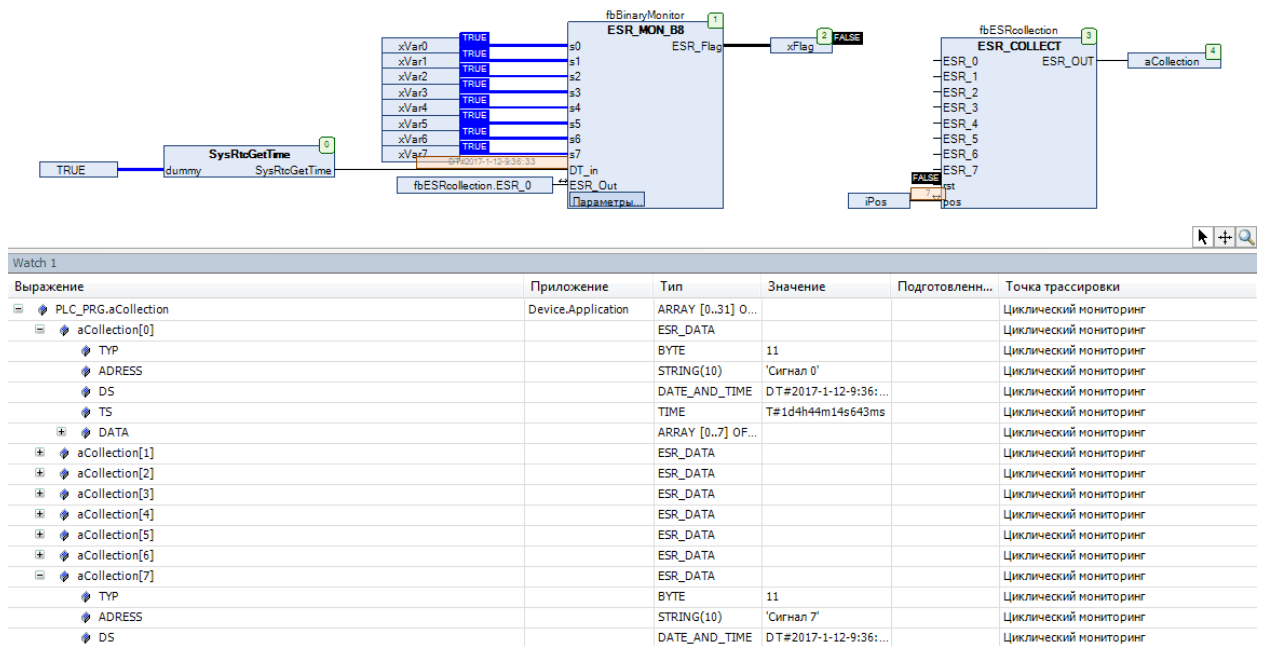 fbBinaryMonitor
1
ESR_MON_B8
xVar0 TRUE s0 ESR_Flag xFlag 2 FALSE
xVar1 TRUE s1
xVar2 TRUE s2
xVar3 TRUE s3
xVar4 TRUE s4
xVar5 TRUE s5
xVar6 TRUE s6
xVar7 TRUE s7
DT#2017-1-12-9:36:33
DT_in
fbESRcollection.ESR_0 ESR_Out
Параметры...
0
SysRtcGetTime
TRUE dummy SysRtcGetTime
fbESRcollection
3
ESR_COLLECT
ESR_0 ESR_OUT aCollection 4
ESR_1
ESR_2
ESR_3
ESR_4
ESR_5
ESR_6
ESR_7
FALSE rst
iPos 7 pos
Watch 1
Выражение Приложение Тип Значение Подготовленн... Точка трассировки
PLC_PRG.aCollection Device.Application ARRAY [0..31] O... Циклический мониторинг
aCollection[0] ESR_DATA Циклический мониторинг
TYP BYTE 11 Циклический мониторинг
ADRESS STRING(10) 'Сигнал 0' Циклический мониторинг
DS DATE_AND_TIME DT#2017-1-12-9:36:... Циклический мониторинг
TS TIME T#1d4h44m14s643ms Циклический мониторинг
DATA ARRAY [0..7] OF... Циклический мониторинг
aCollection[1] ESR_DATA Циклический мониторинг
aCollection[2] ESR_DATA Циклический мониторинг
aCollection[3] ESR_DATA Циклический мониторинг
aCollection[4] ESR_DATA Циклический мониторинг
aCollection[5] ESR_DATA Циклический мониторинг
aCollection[6] ESR_DATA Циклический мониторинг
aCollection[7] ESR_DATA Циклический мониторинг
TYP BYTE 11 Циклический мониторинг
ADRESS STRING(10) 'Сигнал 7' Циклический мониторинг
DS DATE_AND_TIME DT#2017-1-12-9:36:... Циклический мониторинг